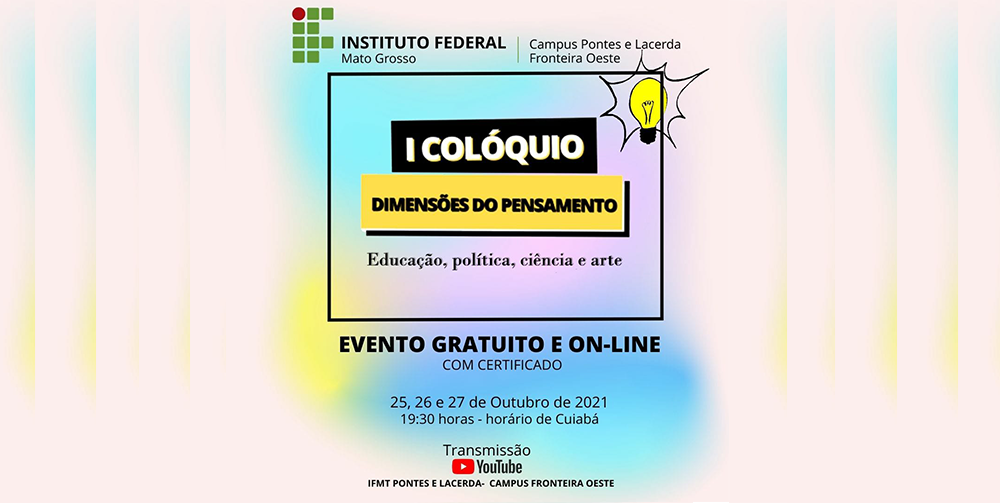 INSTITUTO FEDERAL
Mato Grosso
Campus Pontes e Lacerda
Fronteira Oeste
I COLÓQUIO
DIMENSÕES DO PENSAMENTO
Educação, política, ciência e arte
EVENTO GRATUITO E ON-LINE
COM CERTIFICADO
25, 26 e 27 de Outubro de 2021
19:30 horas - horário de Cuiabá
Transmissão
YouTube
IFMT PONTES E LACERDA- CAMPUS FRONTEIRA OESTE